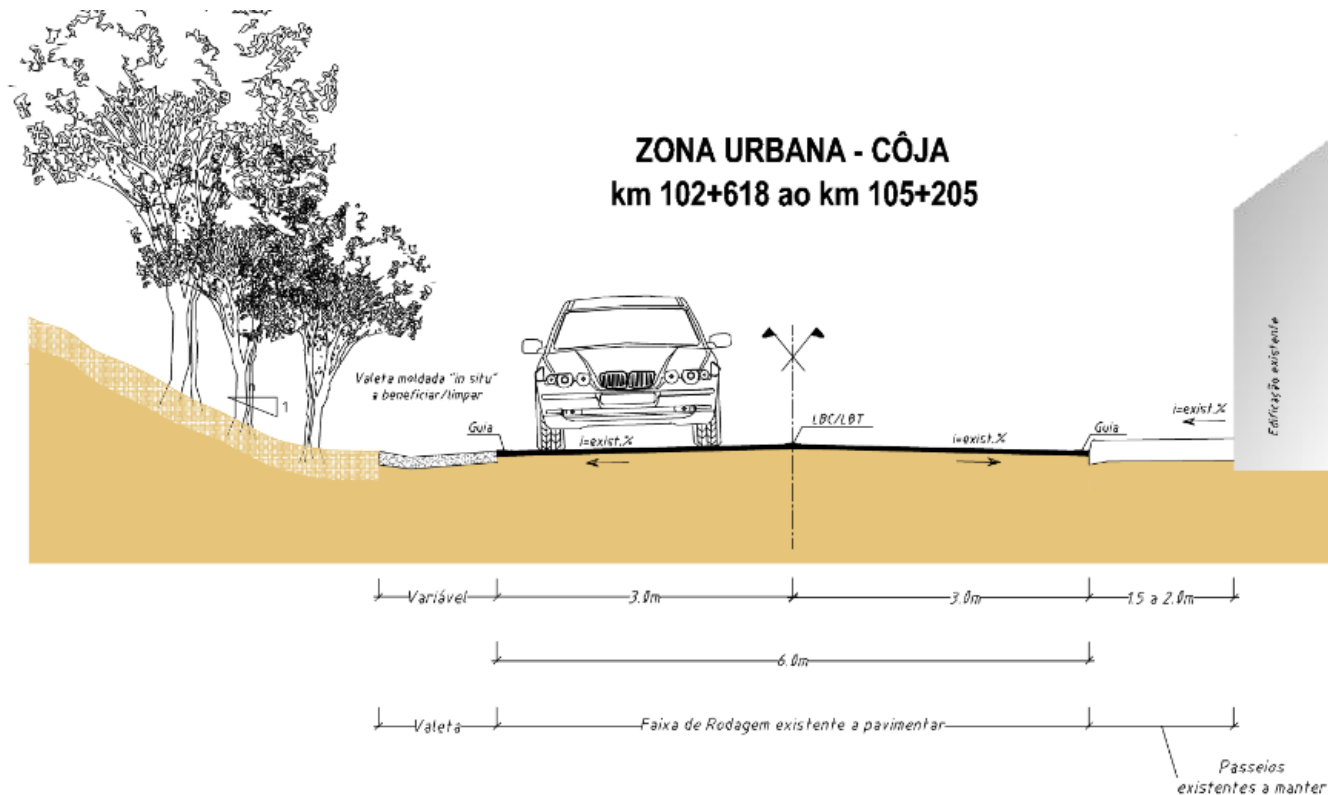 ZONA URBANA - CÔJA
km 102+618 ao km 105+205
Valeta moldada "in situ"
a beneficiar/limpar
1
Guia
i=exist.%
LBC/LBT
i=exist.%
Guia
i=exist.%
Edificação existente
Variável
3.0m
3.0m
1.5 a 2.0m
6.0m
Valeta
Faixa de Rodagem existente a pavimentar
Passeios
existentes a manter